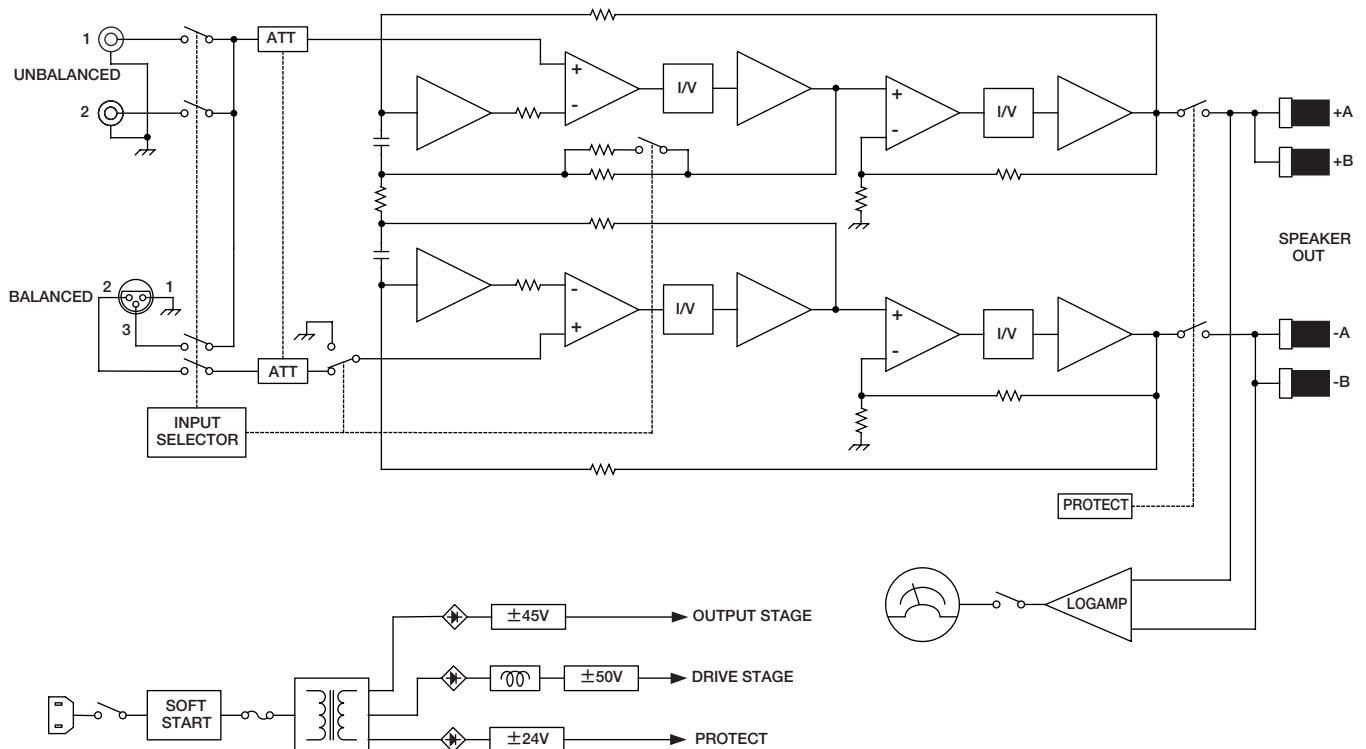 1
UNBALANCED
2
ATT
+
-
I/V
+
-
I/V
+A
+B
SPEAKER
OUT
BALANCED
2
1
3
ATT
-
+
I/V
+
-
I/V
-A
-B
INPUT
SELECTOR
PROTECT
LOGAMP
±45V
OUTPUT STAGE
±50V
DRIVE STAGE
SOFT
START
±24V
PROTECT